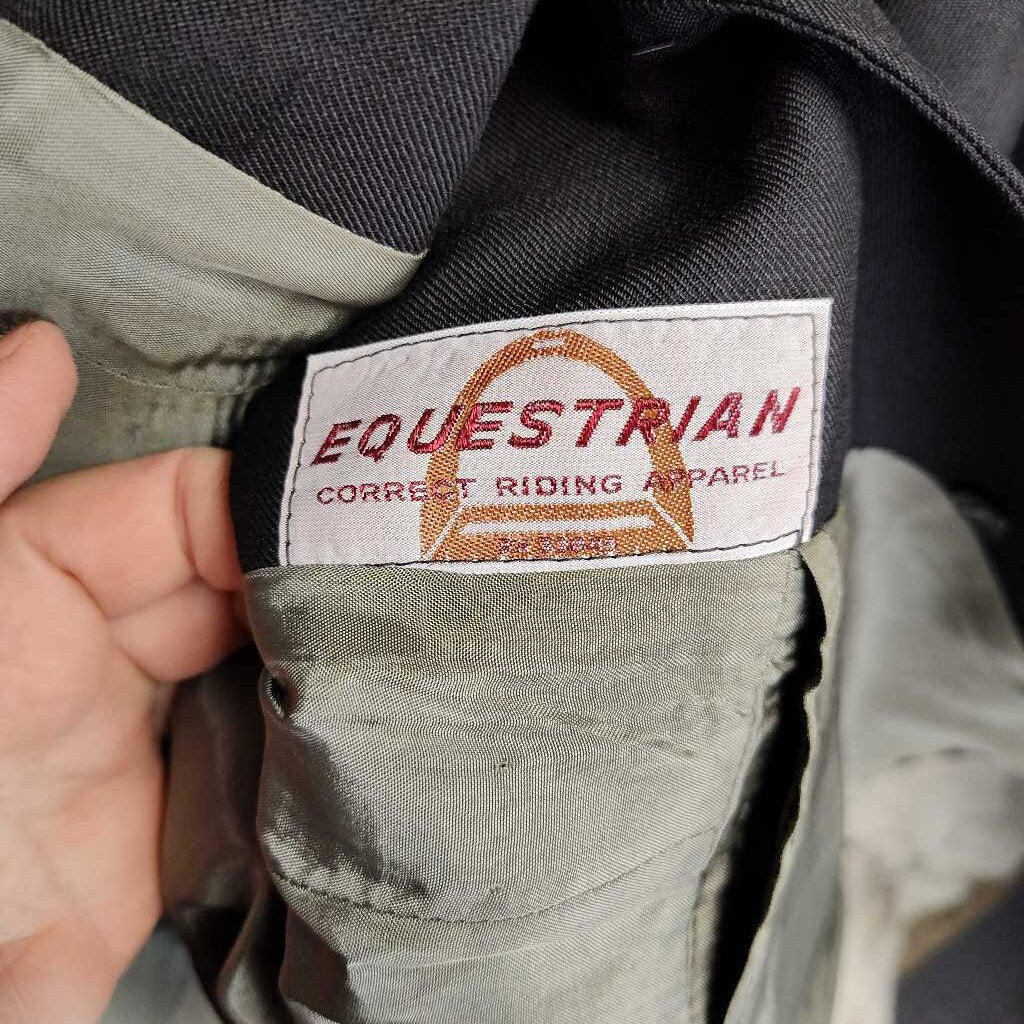 EQUESTRIAN
CORRECT RIDING APPAREL